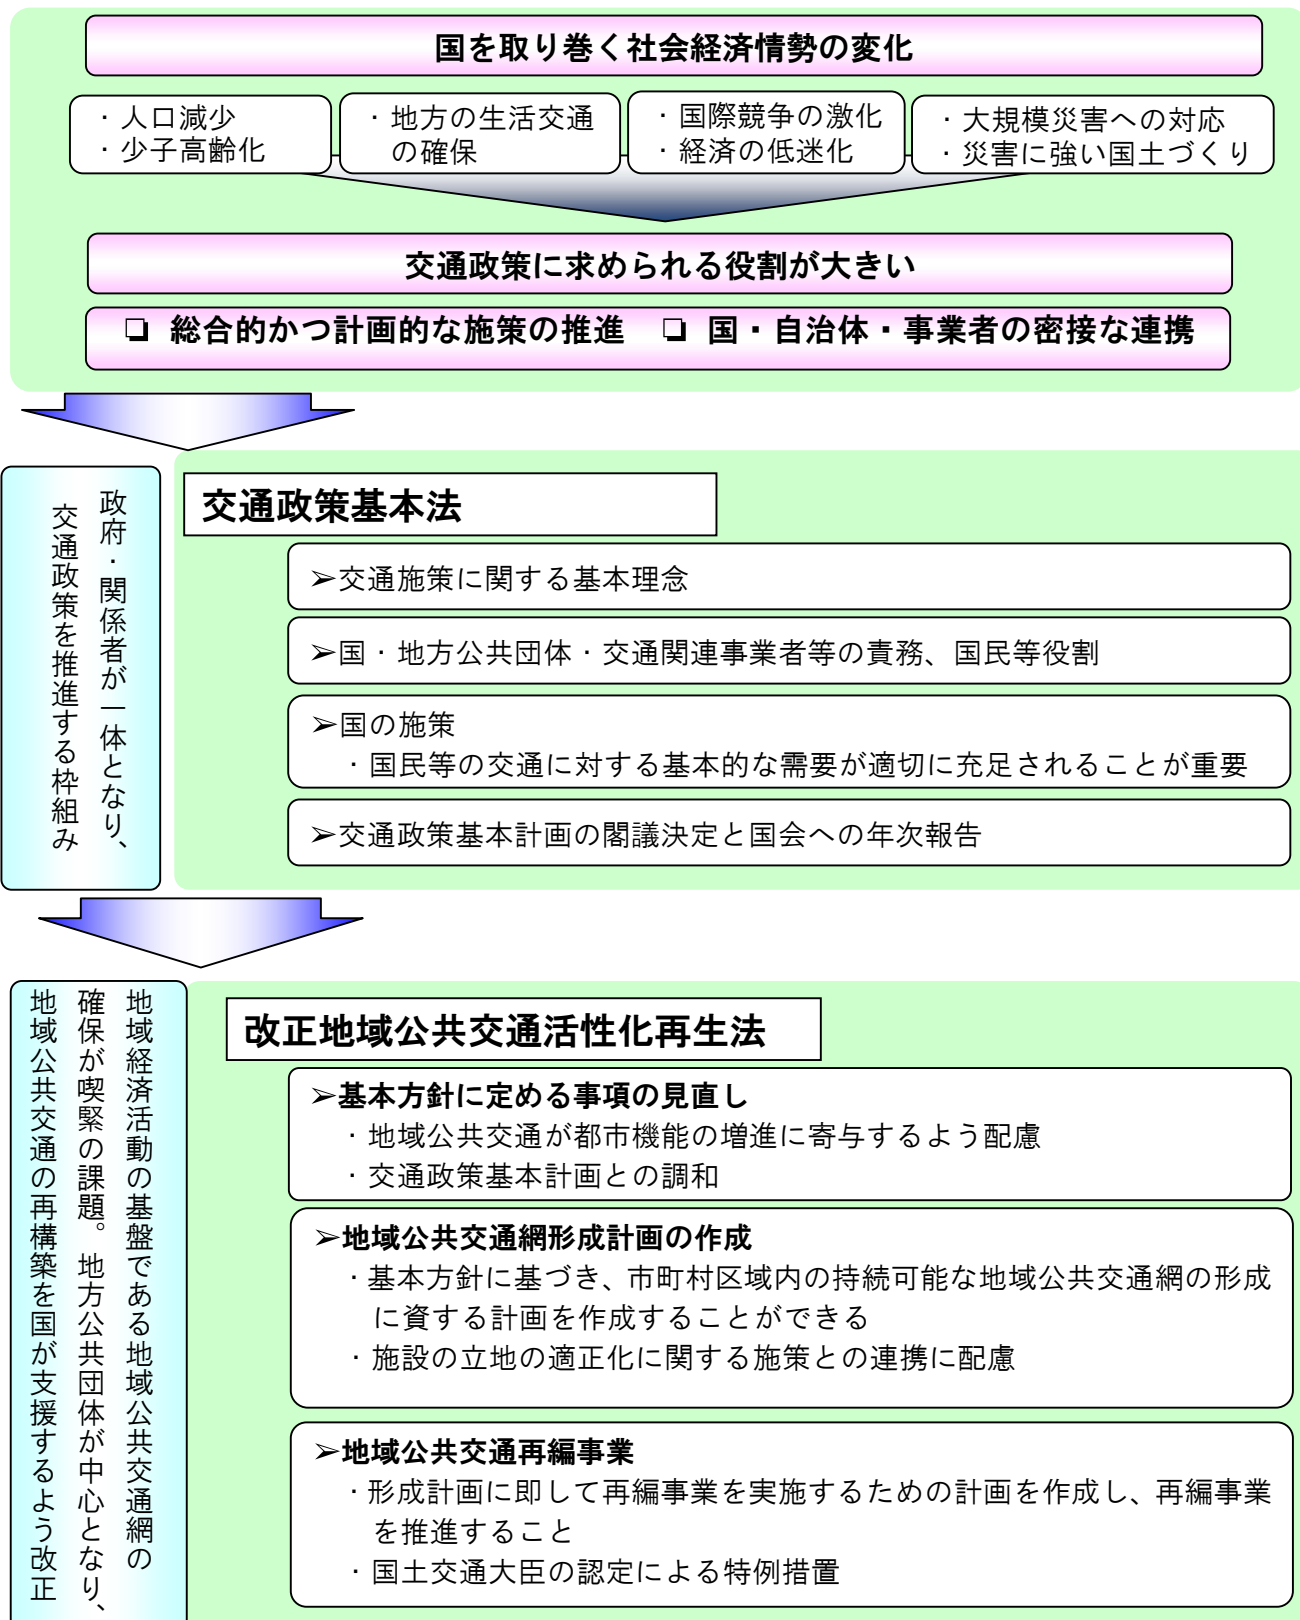 国を取り巻く社会経済情勢の変化
・人口減少
・少子高齢化
・地方の生活交通
の確保
・国際競争の激化
・経済の低迷化
・大規模災害への対応
・災害に強い国土づくり
交通政策に求められる役割が大きい
❏ 総合的かつ計画的な施策の推進 ❏ 国・自治体・事業者の密接な連携
政府・関係者が一体となり、
交通政策を推進する枠組み
交通政策基本法
➢交通施策に関する基本理念
➢国・地方公共団体・交通関連事業者等の責務、国民等役割
➢国の施策
・国民等の交通に対する基本的な需要が適切に充足されることが重要
➢交通政策基本計画の閣議決定と国会への年次報告
地域経済活動の基盤である地域公共交通網の
確保が喫緊の課題。地方公共団体が中心となり、
地域公共交通の再構築を国が支援するよう改正
改正地域公共交通活性化再生法
➢基本方針に定める事項の見直し
・地域公共交通が都市機能の増進に寄与するよう配慮
・交通政策基本計画との調和
➢地域公共交通網形成計画の作成
・基本方針に基づき、市町村区域内の持続可能な地域公共交通網の形成
に資する計画を作成することができる
・施設の立地の適正化に関する施策との連携に配慮
➢地域公共交通再編事業
・形成計画に即して再編事業を実施するための計画を作成し、再編事業
を推進すること
・国土交通大臣の認定による特例措置